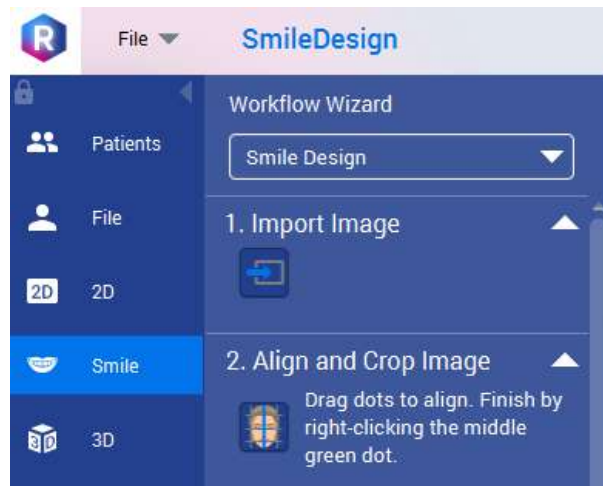 R
File
SmileDesign
Workflow Wizard
Smile Design
Patients
File
2D
2D
Smile
3D
3D
1. Import Image
2. Align and Crop Image
Drag dots to align. Finish by
right-clicking the middle
green dot.